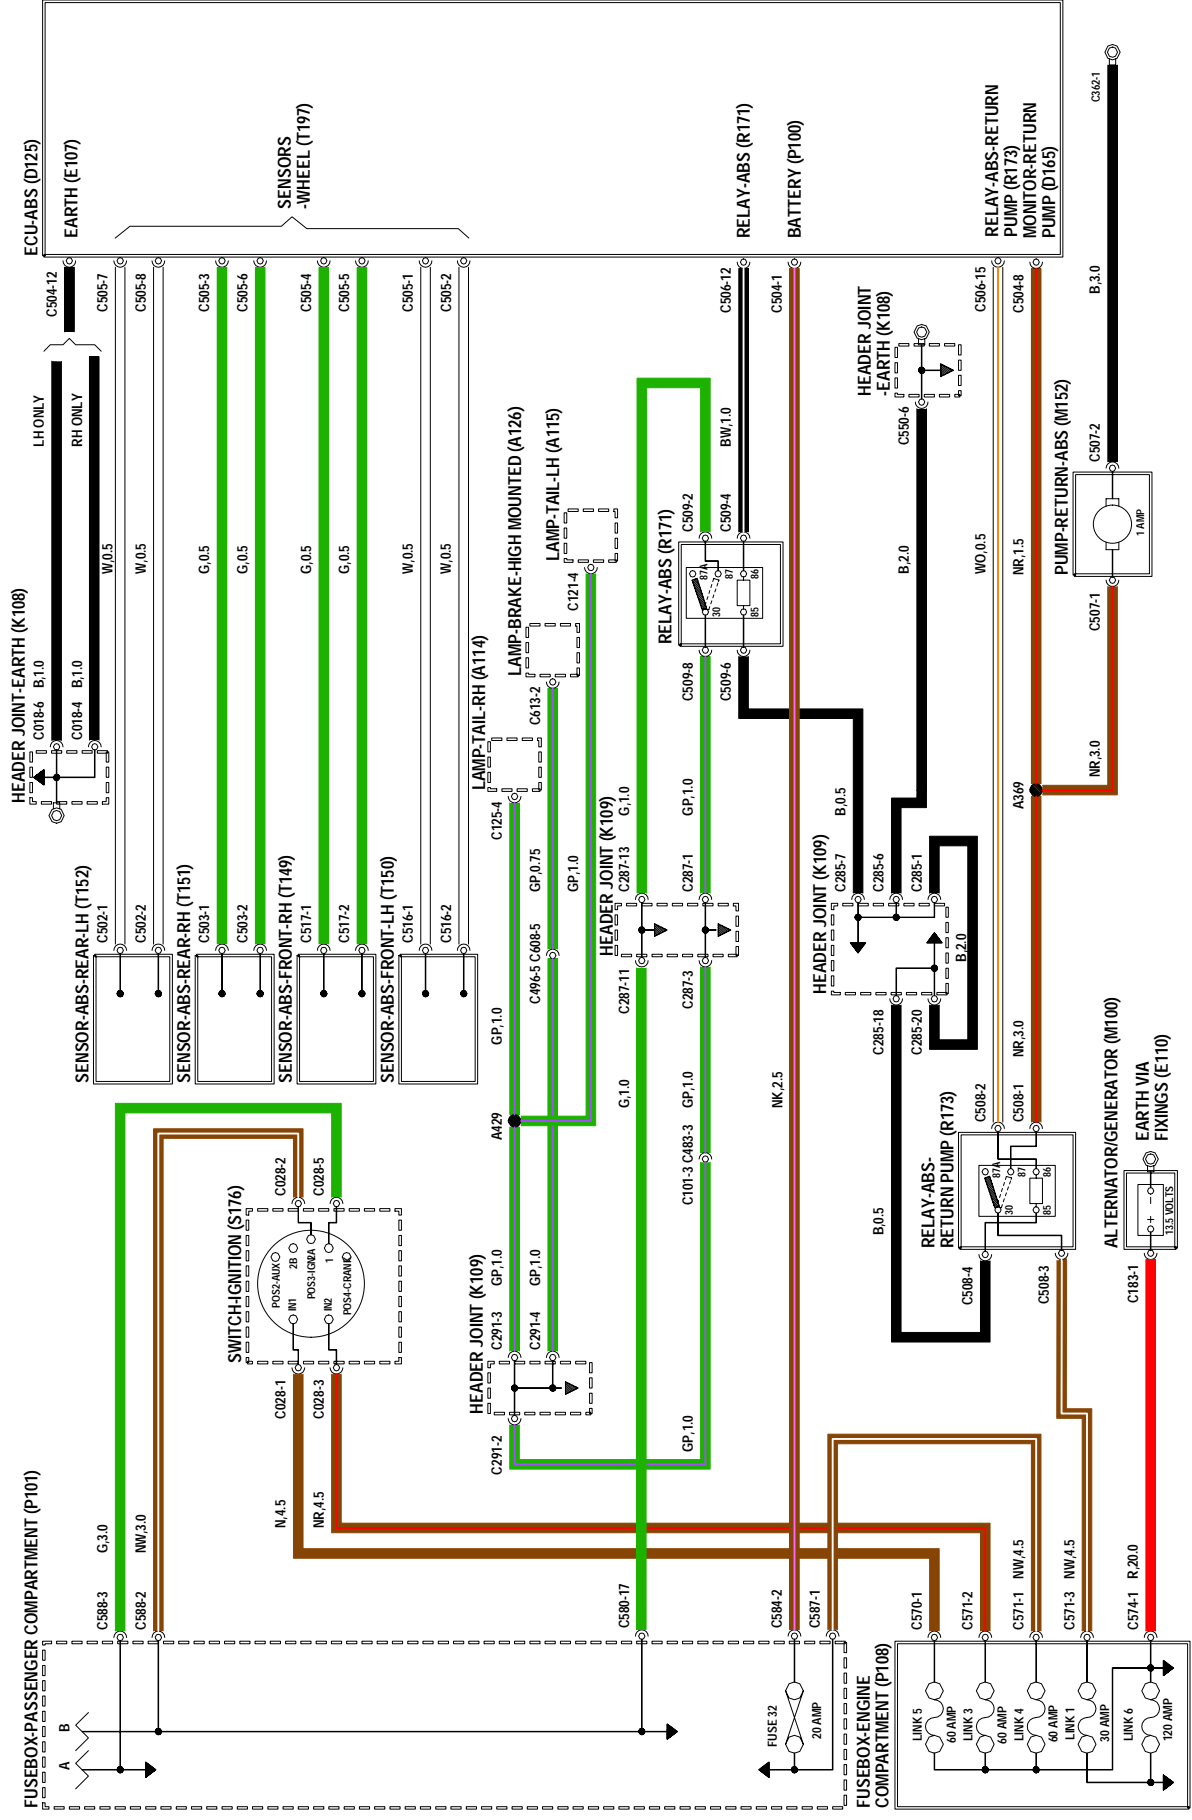 ECU-ABS (D125)
EARTH (E107)
SENSORS
-WHEEL (T197)
RELAY-ABS (R171)
BATTERY (P100)
RELAY-ABS-RETURN
PUMP (R173)
MONITOR-RETURN
PUMP (D165)
C504-12
C505-7
C505-8
C505-3
C505-6
C505-4
C505-5
C505-1
C505-2
C506-12
C504-1
C506-15
C504-8
C362-1
LH ONLY
RH ONLY
B,3.0
W,0.5
W,0.5
G,0.5
G,0.5
G,0.5
G,0.5
W,0.5
W,0.5
BW,1.0
B,2.0
WO,0.5
NR,1.5
HEADER JOINT
-EARTH (K108)
C550-6
HEADER JOINT-EARTH (K108)
C018-6
B,1.0
C018-4
B,1.0
LAMP-TAIL-RH (A114)
LAMP-BRAKE-HIGH MOUNTED (A126)
LAMP-TAIL-LH (A115)
C125-4
C613-2
C121-4
RELAY-ABS (R171)
C509-2
C509-4
87A
87
86
30
85
C509-8
C509-6
PUMP-RETURN-ABS (M152)
C507-2
1 AMP
C507-1
NR,3.0
A369
SENSOR-ABS-REAR-LH (T152)
C502-1
C502-2
SENSOR-ABS-REAR-RH (T151)
C503-1
C503-2
SENSOR-ABS-FRONT-RH (T149)
C517-1
C517-2
SENSOR-ABS-FRONT-LH (T150)
C516-1
C516-2
GP,0.75
GP,1.0
C496-5
C608-5
GP,1.0
A429
HEADER JOINT (K109)
C287-13
G,1.0
C287-1
GP,1.0
C287-11
C287-3
G,1.0
GP,1.0
C101-3
C483-3
NK,2.5
HEADER JOINT (K109)
B,0.5
C285-7
C285-6
C285-1
B,2.0
C285-18
C285-20
NR,3.0
B,0.5
RELAY-ABS-
RETURN PUMP (R173)
C508-2
C508-1
87A
87
86
30
85
C508-4
C508-3
ALTERNATOR/GENERATOR (M100)
EARTH VIA
FIXINGS (E110)
+
-
13.5 VOLTS
C183-1
SWITCH-IGNITION (S176)
C028-2
C028-5
POS2-AUX
2B
POS3-IGN
2A
1
POS4-CRANK
IN1
IN2
C028-1
C028-3
N,4.5
NR,4.5
HEADER JOINT (K109)
C291-3
GP,1.0
C291-4
GP,1.0
C291-2
GP,1.0
FUSEBOX-PASSENGER COMPARTMENT (P101)
C588-3
G,3.0
C588-2
NW,3.0
C580-17
C584-2
C587-1
A
B
FUSE 32
20 AMP
FUSEBOX-ENGINE
COMPARTMENT (P108)
C570-1
C571-2
C571-1
NW,4.5
C571-3
NW,4.5
C574-1
R,20.0
LINK 5
60 AMP
LINK 3
60 AMP
LINK 4
60 AMP
LINK 1
30 AMP
LINK 6
120 AMP